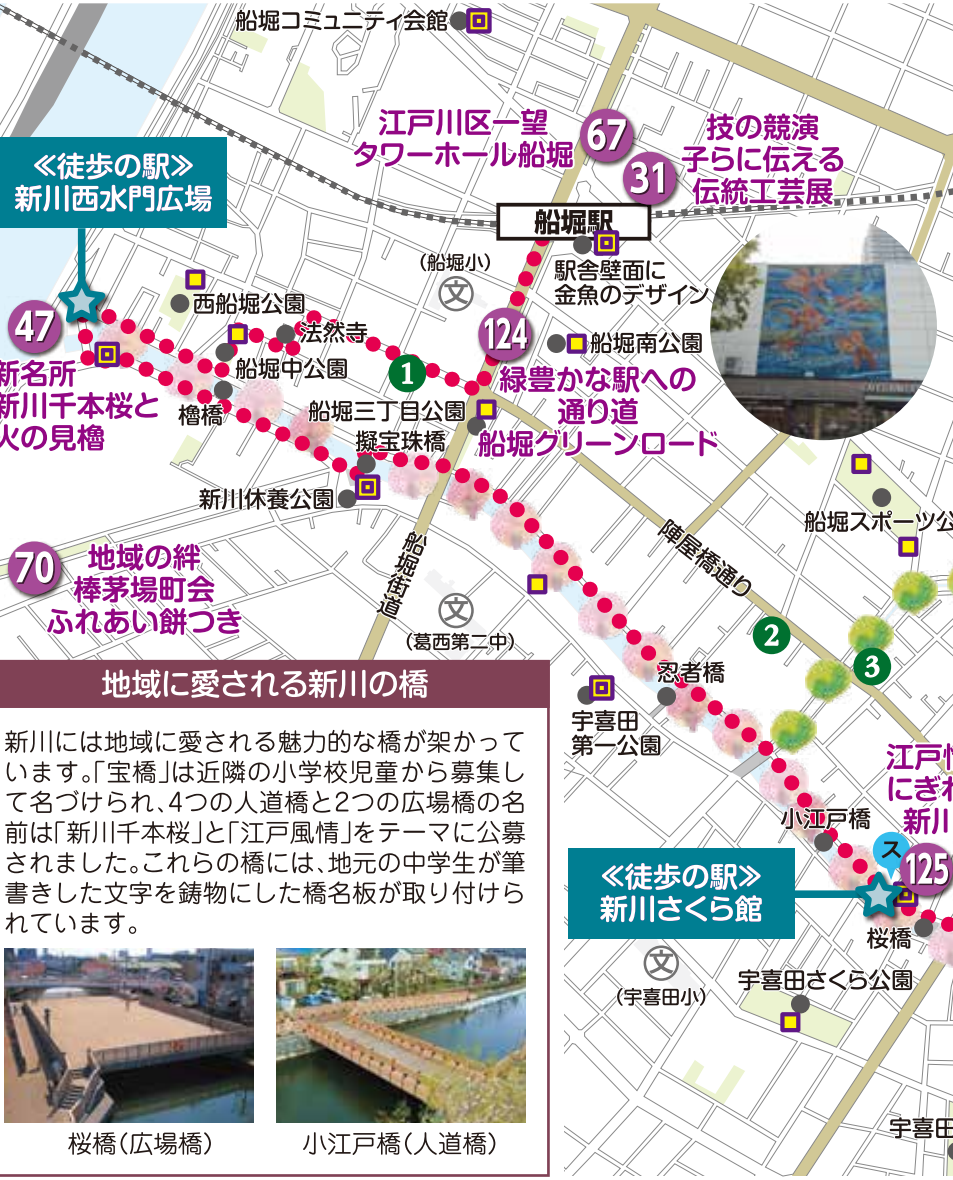 船堀コミュニティ会館
江戸川区一望
タワーホール船堀
67
31
技の競演
子らに伝える
伝統工芸展
≪徒歩の駅≫
新川西水門広場
船堀駅
駅舎壁面に
金魚のデザイン
(船堀小)
文
西船堀公園
47
新名所
新川千本桜と
火の見櫓
法然寺
船堀中公園
櫓橋
1
124
船堀南公園
緑豊かな駅への
通り道
船堀グリーンロード
船堀三丁目公園
擬宝珠橋
新川休養公園
船堀スポーツ公
陣屋橋通り
船堀街道
70
地域の絆
棒茅場町会
ふれあい餅つき
文
(葛西第二中)
2
3
忍者橋
宇喜田
第一公園
地域に愛される新川の橋
新川には地域に愛される魅力的な橋が架かって
います。「宝橋」は近隣の小学校児童から募集し
て名づけられ、4つの人道橋と2つの広場橋の名
前は「新川千本桜」と「江戸風情」をテーマに公募
されました。これらの橋には、地元の中学生が筆
書きした文字を鋳物にした橋名板が取り付けら
れています。
桜橋(広場橋)
小江戸橋(人道橋)
江戸情
にぎわ
新川
小江戸橋
ス
125
≪徒歩の駅≫
新川さくら館
桜橋
文
(宇喜田小)
宇喜田さくら公園
宇喜田